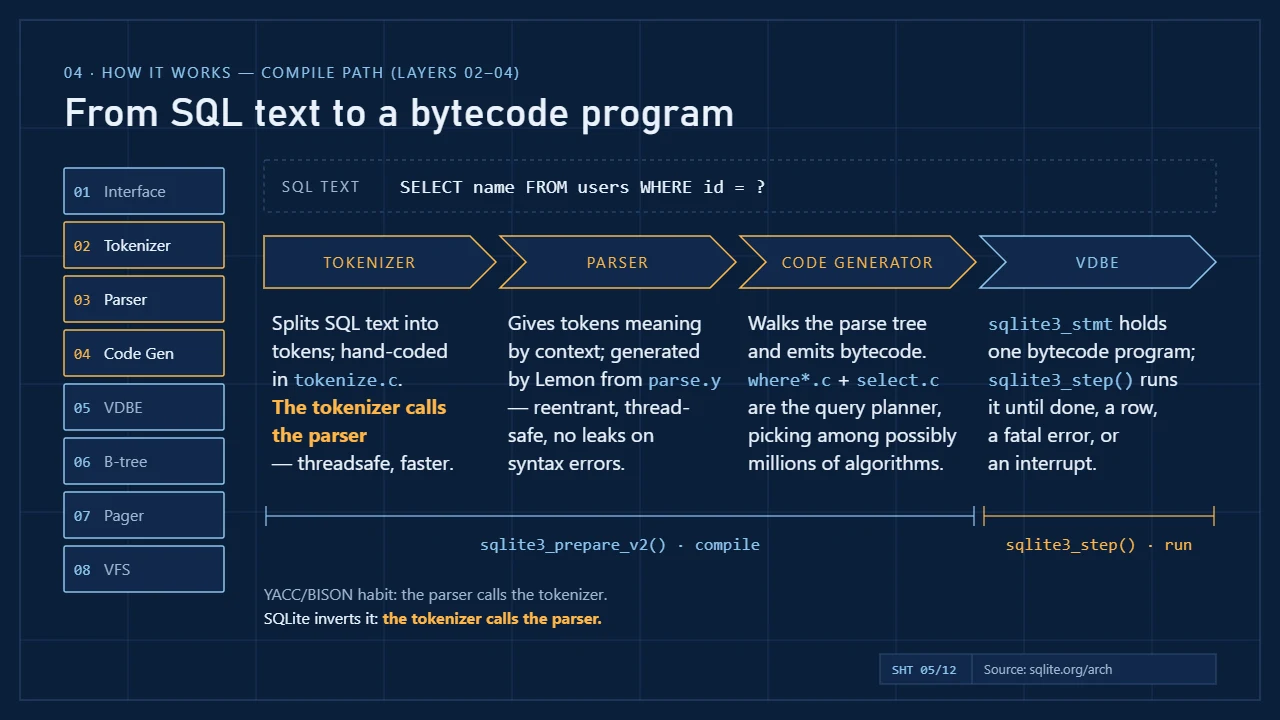 04 · HOW IT WORKS — COMPILE PATH (LAYERS 02–04)
From SQL text to a bytecode program
01 Interface
02 Tokenizer
03 Parser
04 Code Gen
05 VDBE
06 B-tree
07 Pager
08 VFS
SQL TEXT SELECT name FROM users WHERE id = ?
TOKENIZER
Splits SQL text into
tokens; hand-coded
in tokenize.c.
The tokenizer calls
the parser
— threadsafe, faster.
PARSER
Gives tokens meaning
by context; generated
by Lemon from parse.y
— reentrant, thread-
safe, no leaks on
syntax errors.
CODE GENERATOR
Walks the parse tree
and emits bytecode.
where*.c + select.c
are the query planner,
picking among possibly
millions of algorithms.
VDBE
sqlite3_stmt holds
one bytecode program;
sqlite3_step() runs
it until done, a row,
a fatal error, or
an interrupt.
sqlite3_prepare_v2() · compile
sqlite3_step() · run
YACC/BISON habit: the parser calls the tokenizer.
SQLite inverts it: the tokenizer calls the parser.
SHT 05/12 Source: sqlite.org/arch